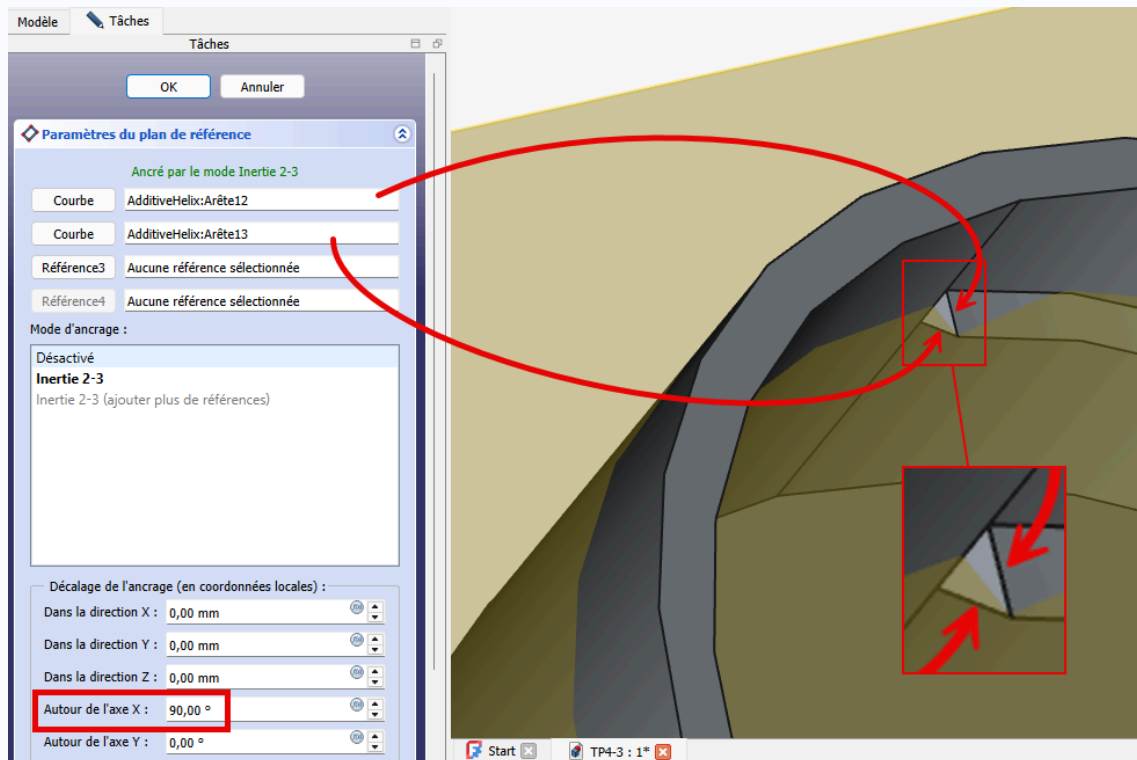 Modèle
Tâches
Tâches
OK
Annuler
Paramètres du plan de référence
Ancré par le mode Inertie 2-3
Courbe AdditiveHelix:Arête12
Courbe AdditiveHelix:Arête13
Référence3 Aucune référence sélectionnée
Référence4 Aucune référence sélectionnée
Mode d'ancrage :
Désactivé
Inertie 2-3
Inertie 2-3 (ajouter plus de références)
Décalage de l'ancrage (en coordonnées locales) :
Dans la direction X : 0,00 mm
Dans la direction Y : 0,00 mm
Dans la direction Z : 0,00 mm
Autour de l'axe X : 90,00 °
Autour de l'axe Y : 0,00 °
Start
TP4-3 : 1*